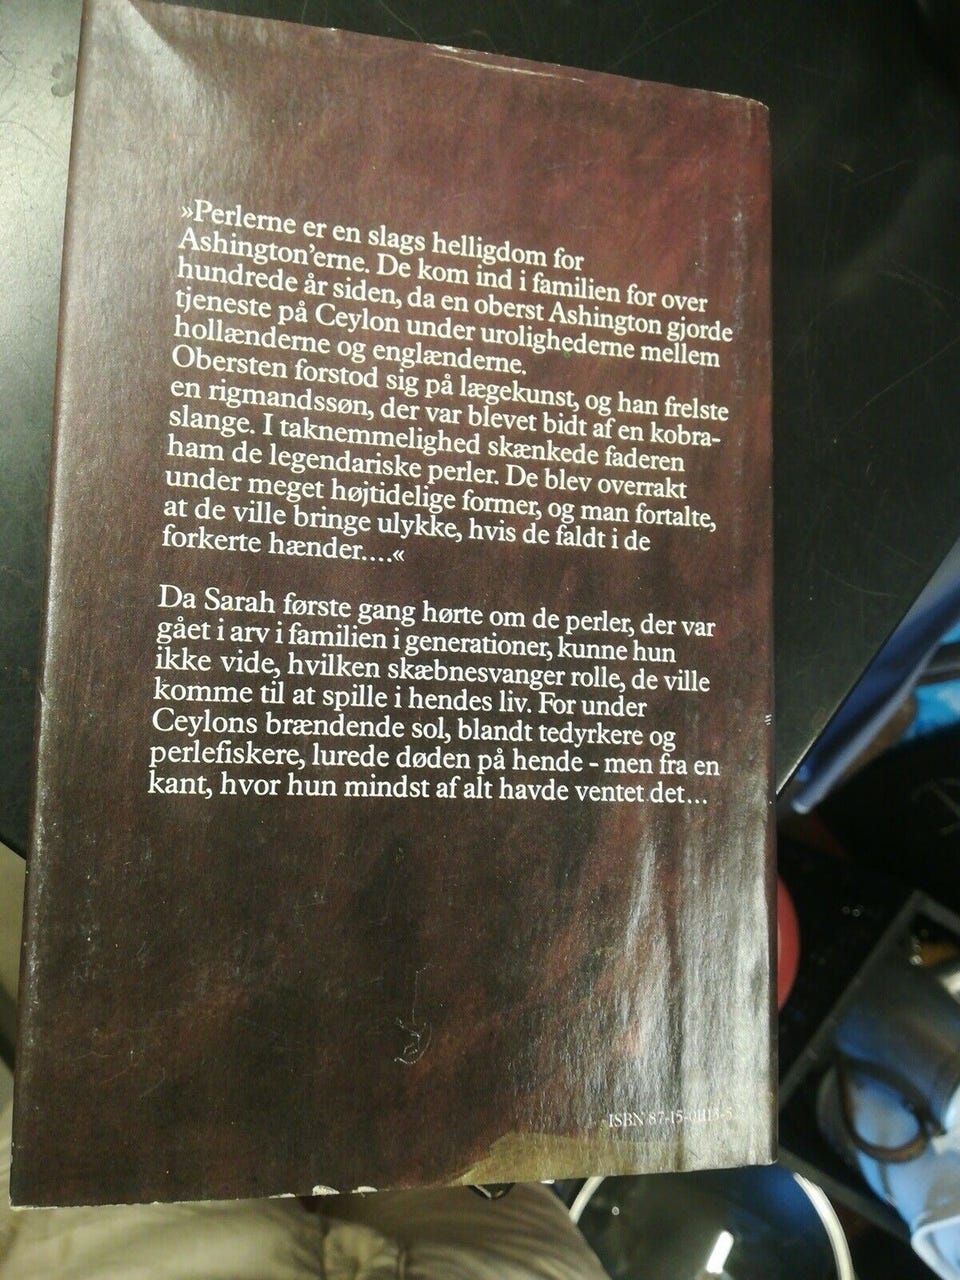 »Perlerne er en slags helligdom for
Ashington'erne. De kom ind i familien for over
hundrede år siden, da en oberst Ashington gjorde
tjeneste på Ceylon under urolighederne mellem
hollænderne og englænderne.
Obersten forstod sig på lægekunst, og han frelste
en rigmandssøn, der var blevet bidt af en kobra-
slange. I taknemmelighed skænkede faderen
ham de legendariske perler. De blev overrakt
under meget højtidelige former, og man fortalte,
at de ville bringe ulykke, hvis de faldt i de
forkerte hænder....«
Da Sarah første gang hørte om de perler, der var
gået i arv i familien i generationer, kunne hun
ikke vide, hvilken skæbnesvanger rolle, de ville
komme til at spille i hendes liv. For under
Ceylons brændende sol, blandt tedyrkere og
perlefiskere, lurede døden på hende - men fra en
kant, hvor hun mindst af alt havde ventet det...
ISBN